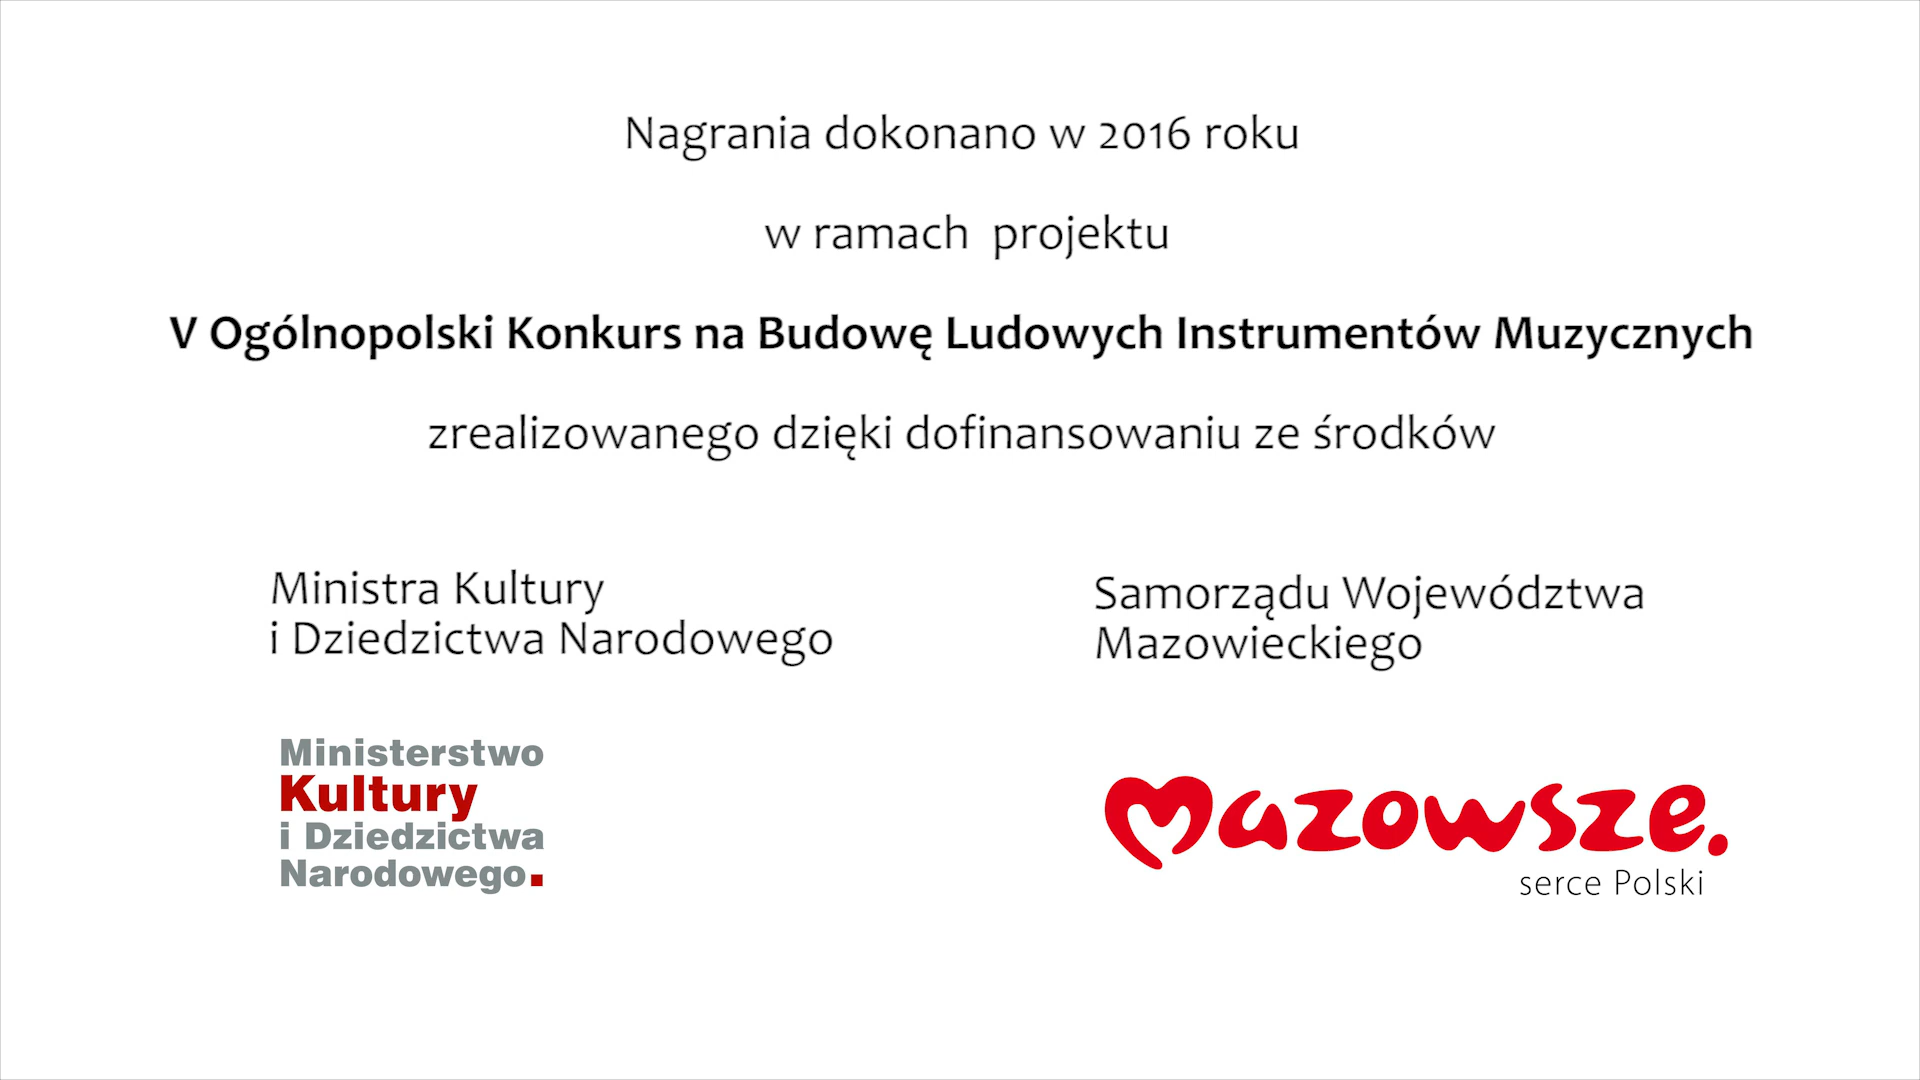 Nagrania dokonano w 2016 roku
w ramach projektu
V Ogólnopolski Konkurs na Budowę Ludowych Instrumentów Muzycznych
zrealizowanego dzięki dofinansowaniu ze środków
Ministra Kultury
i Dziedzictwa Narodowego
Samorządu Województwa
Mazowieckiego
Ministerstwo
Kultury
i Dziedzictwa
Narodowego.
Mazowsze.
serce Polski